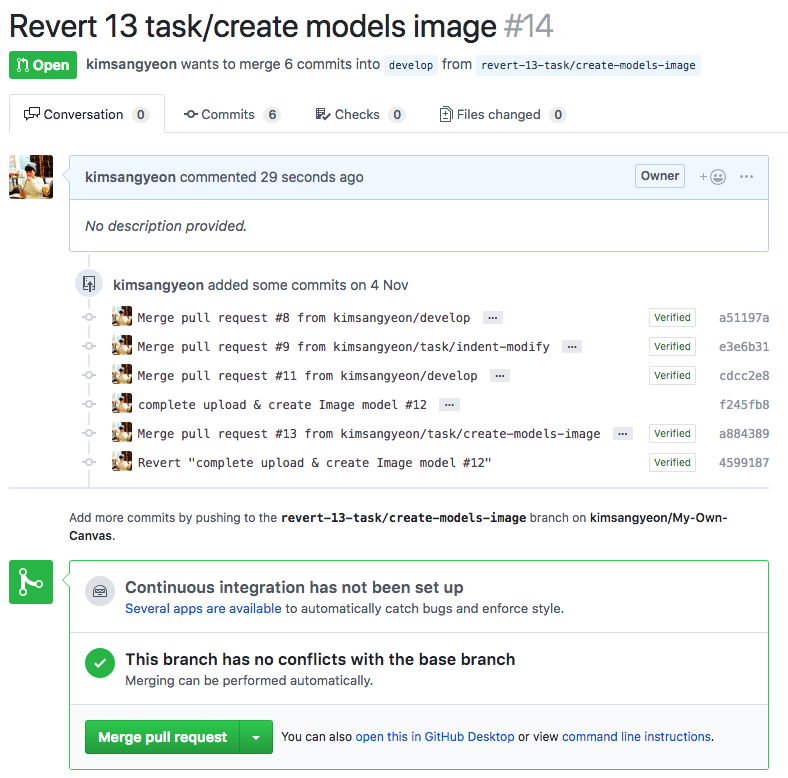 Revert 13 task/create models image #14
Open kimsangyeon wants to merge 6 commits into develop from revert-13-task/create-models-image
Conversation 0 Commits 6 Checks 0 Files changed 0
kimsangyeon commented 29 seconds ago Owner
No description provided.
kimsangyeon added some commits on 4 Nov
Merge pull request #8 from kimsangyeon/develop … Verified a51197a
Merge pull request #9 from kimsangyeon/task/indent-modify … Verified e3e6b31
Merge pull request #11 from kimsangyeon/develop … Verified cdcc2e8
complete upload & create Image model #12 … f245fb8
Merge pull request #13 from kimsangyeon/task/create-models-image … Verified a884389
Revert "complete upload & create Image model #12" Verified 4599187
Add more commits by pushing to the revert-13-task/create-models-image branch on kimsangyeon/My-Own-
Canvas.
Continuous integration has not been set up
Several apps are available to automatically catch bugs and enforce style.
This branch has no conflicts with the base branch
Merging can be performed automatically.
Merge pull request You can also open this in GitHub Desktop or view command line instructions.